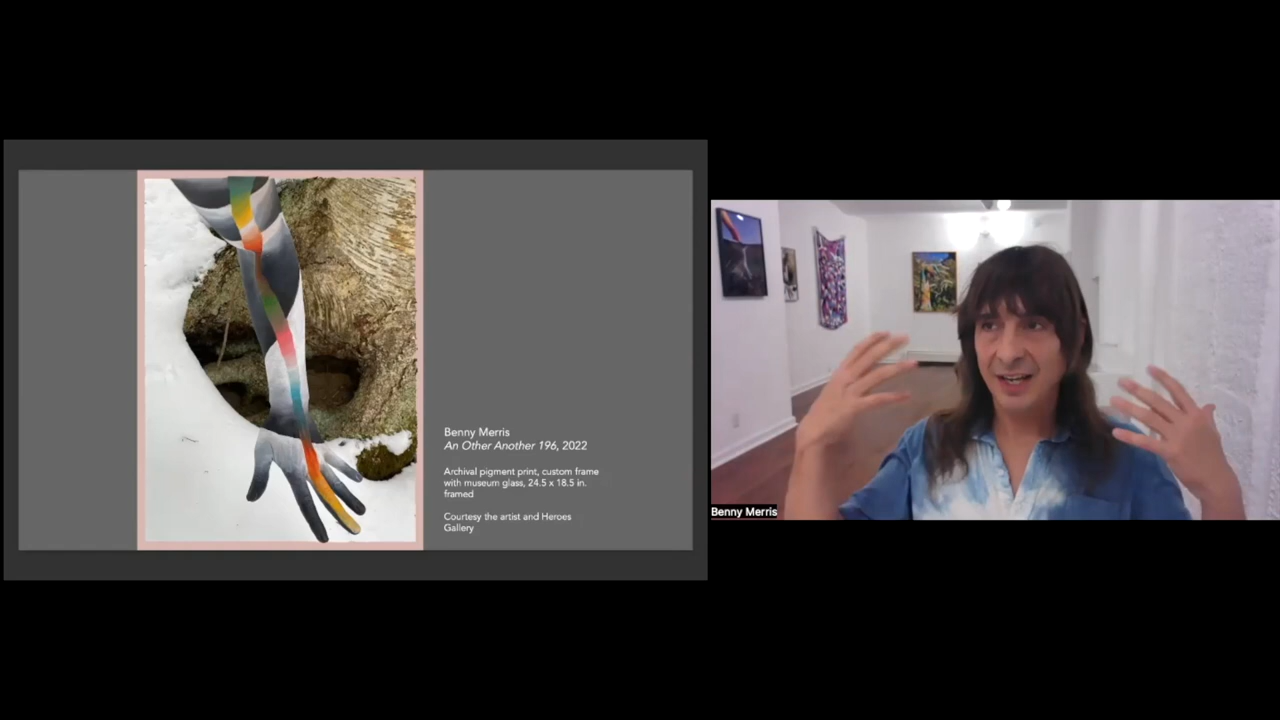 Benny Merris
An Other Another 196, 2022
Archival pigment print, custom frame
with museum glass, 24.5 x 18.5 in.
framed
Courtesy the artist and Heroes
Gallery
Benny Merris